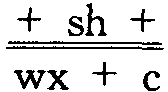 + sh +
wx + c